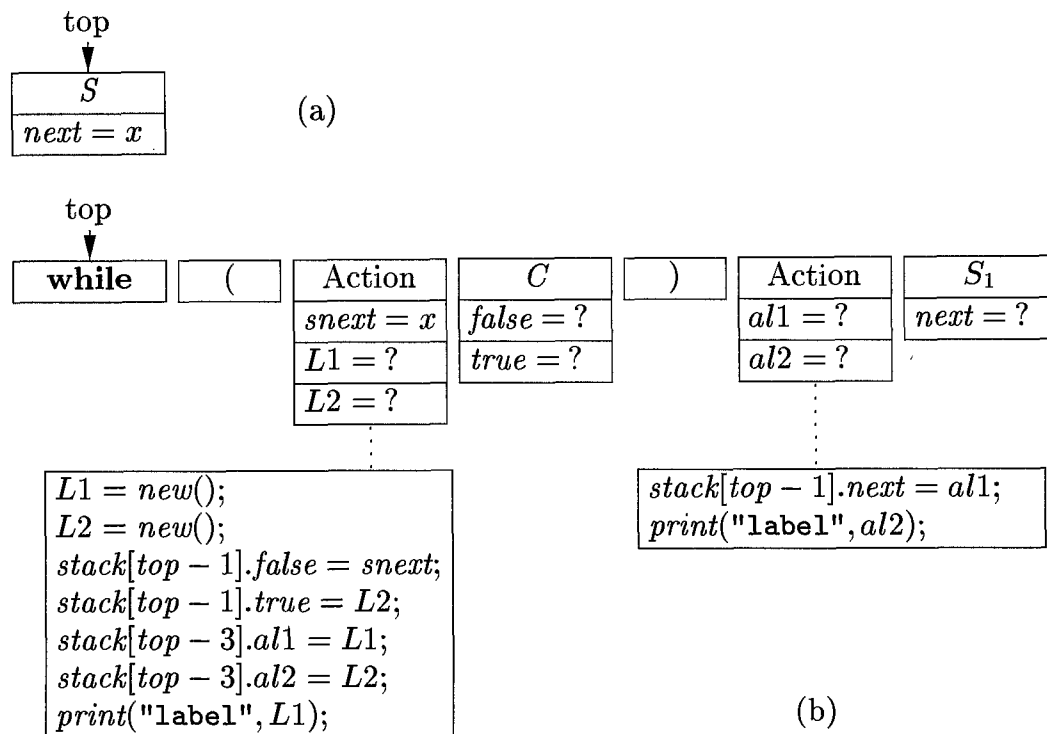 top
S
next = x
(a)
top
while ( Action C ) Action S1
snext = x false = ? al1 = ? next = ?
L1 = ? true = ? al2 = ?
L2 = ?
L1 = new();
L2 = new();
stack[top − 1].false = snext;
stack[top − 1].true = L2;
stack[top − 3].al1 = L1;
stack[top − 3].al2 = L2;
print("label", L1);
stack[top − 1].next = al1;
print("label", al2);
(b)